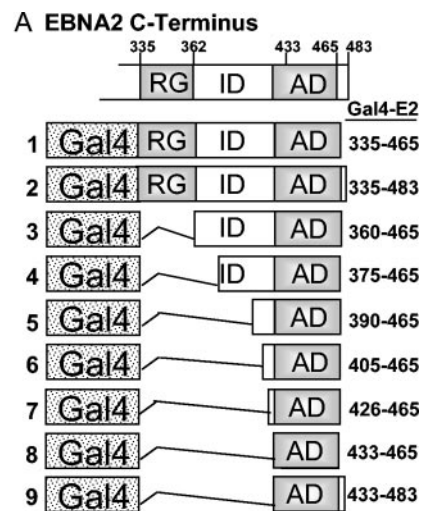 A EBNA2 C-Terminus
335 362 433 465 483
RG ID AD
Gal4-E2
1 Gal4 RG ID AD 335-465
2 Gal4 RG ID AD 335-483
3 Gal4 ID AD 360-465
4 Gal4 ID AD 375-465
5 Gal4 AD 390-465
6 Gal4 AD 405-465
7 Gal4 AD 426-465
8 Gal4 AD 433-465
9 Gal4 AD 433-483